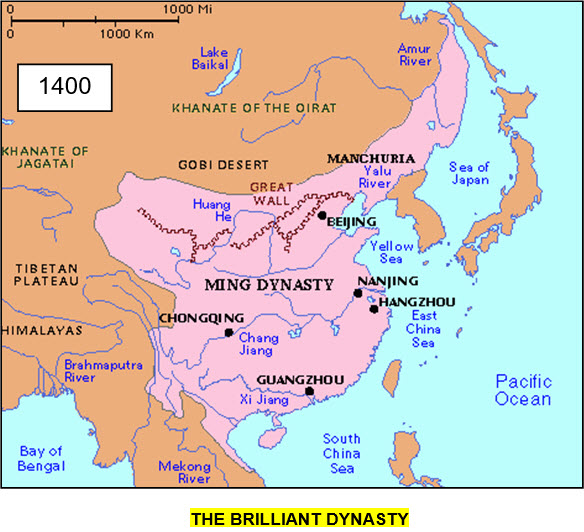 0 1000 Mi
0 1000 Km
Lake
Baikal
Amur
River
1400
KHANATE OF THE OIRAT
KHANATE OF
JAGATAI
GOBI DESERT
MANCHURIA
Yalu
River
Sea of
Japan
GREAT
WALL
Huang
He
BEIJING
Yellow
Sea
TIBETAN
PLATEAU
MING DYNASTY
NANJING
HANGZHOU
CHONGQING
East
China
Sea
HIMALAYAS
Chang
Jiang
Brahmaputra
River
GUANGZHOU
Xi Jiang
Pacific
Ocean
Bay of
Bengal
Mekong
River
South
China
Sea
THE BRILLIANT DYNASTY